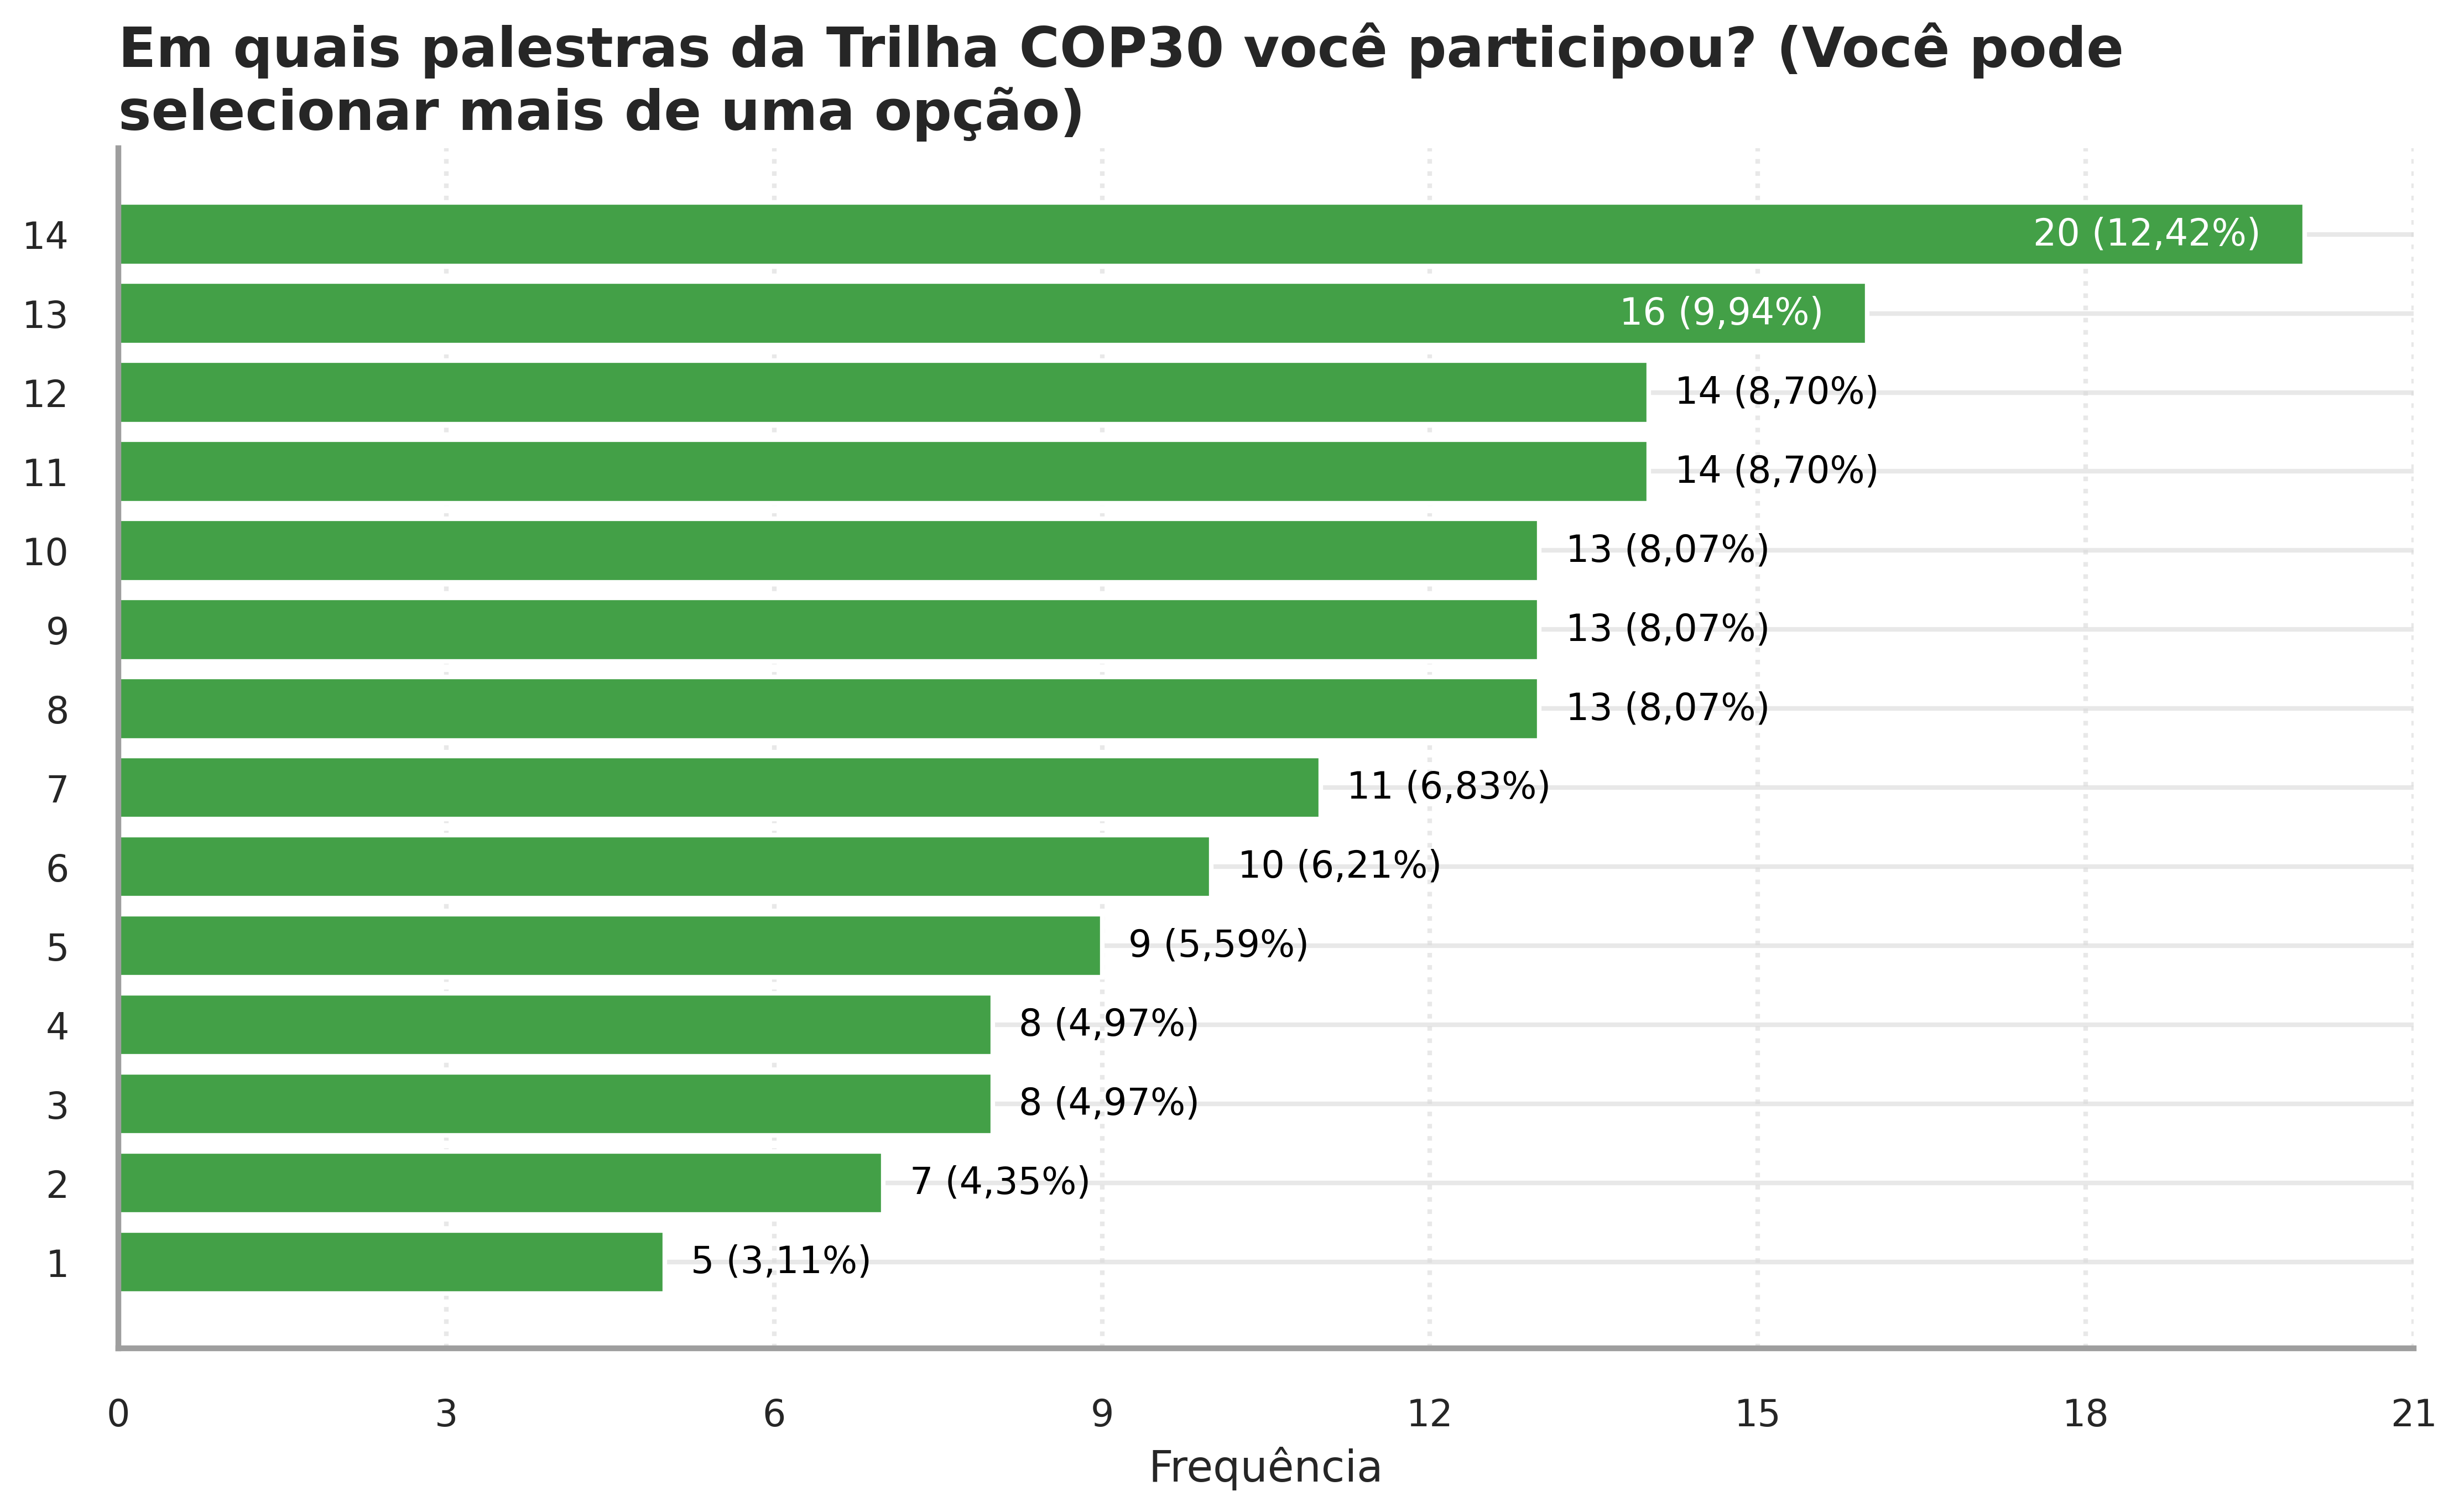 Em quais palestras da Trilha COP30 você participou? (Você pode
selecionar mais de uma opção)
14 20 (12,42%)
13 16 (9,94%)
12 14 (8,70%)
11 14 (8,70%)
10 13 (8,07%)
9 13 (8,07%)
8 13 (8,07%)
7 11 (6,83%)
6 10 (6,21%)
5 9 (5,59%)
4 8 (4,97%)
3 8 (4,97%)
2 7 (4,35%)
1 5 (3,11%)
0 3 6 9 12 15 18 21
Frequência